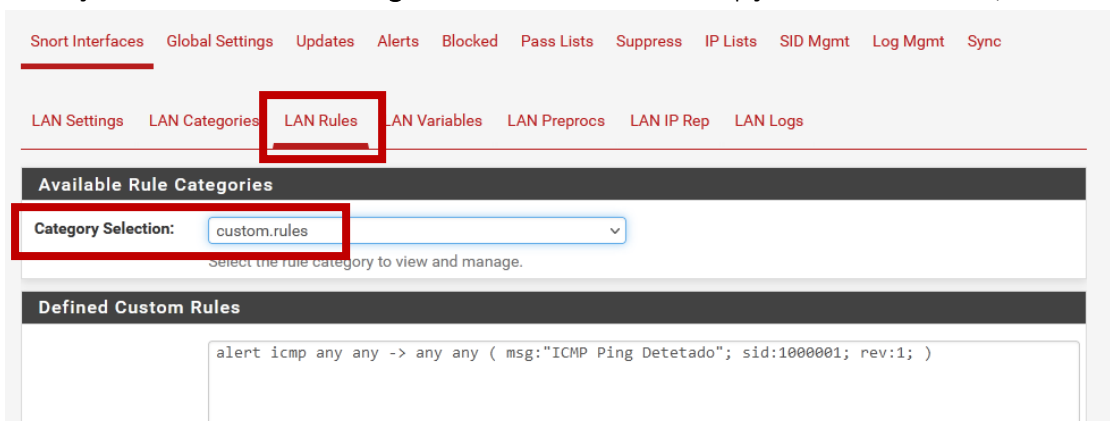 Snort Interfaces Global Settings Updates Alerts Blocked Pass Lists Suppress IP Lists SID Mgmt Log Mgmt Sync
LAN Settings LAN Categories LAN Rules LAN Variables LAN Preprocs LAN IP Rep LAN Logs
Available Rule Categories
Category Selection: custom.rules
Select the rule category to view and manage.
Defined Custom Rules
alert icmp any any -> any any ( msg:"ICMP Ping Detetado"; sid:1000001; rev:1; )